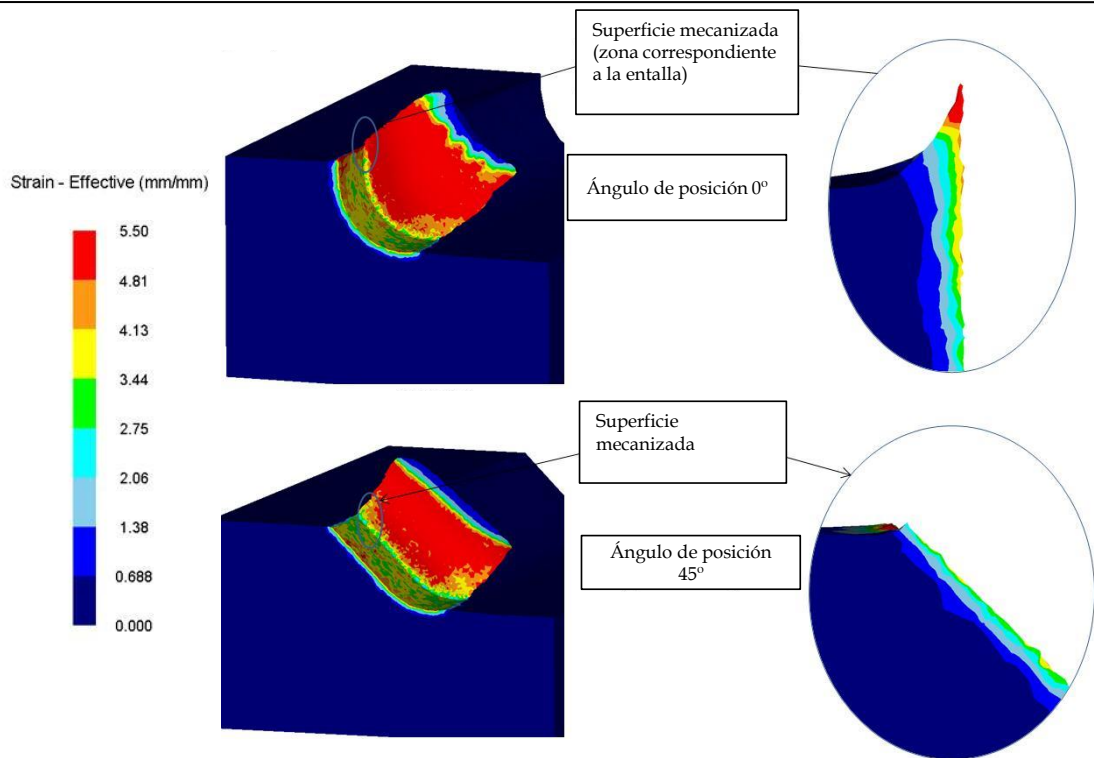 Superficie mecanizada
(zona correspondiente
a la entalla)
Ángulo de posición 0º
Strain - Effective (mm/mm)
5.50
4.81
4.13
3.44
2.75
2.06
1.38
0.688
0.000
Superficie
mecanizada
Ángulo de posición
45º